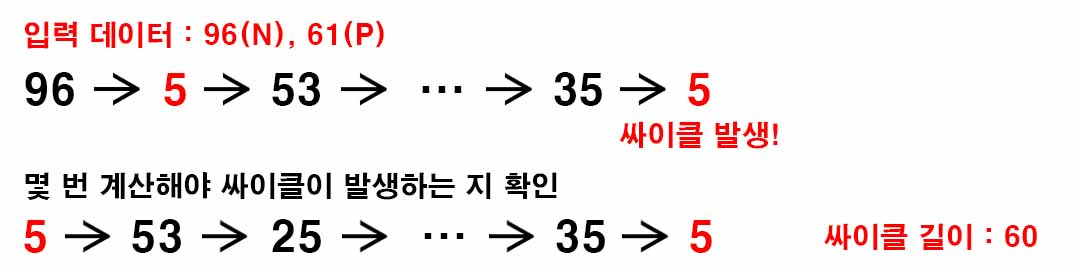 입력 데이터 : 96(N), 61(P)
96 → 5 → 53 → ··· → 35 → 5
싸이클 발생!
몇 번 계산해야 싸이클이 발생하는 지 확인
5 → 53 → 25 → ··· → 35 → 5 싸이클 길이 : 60